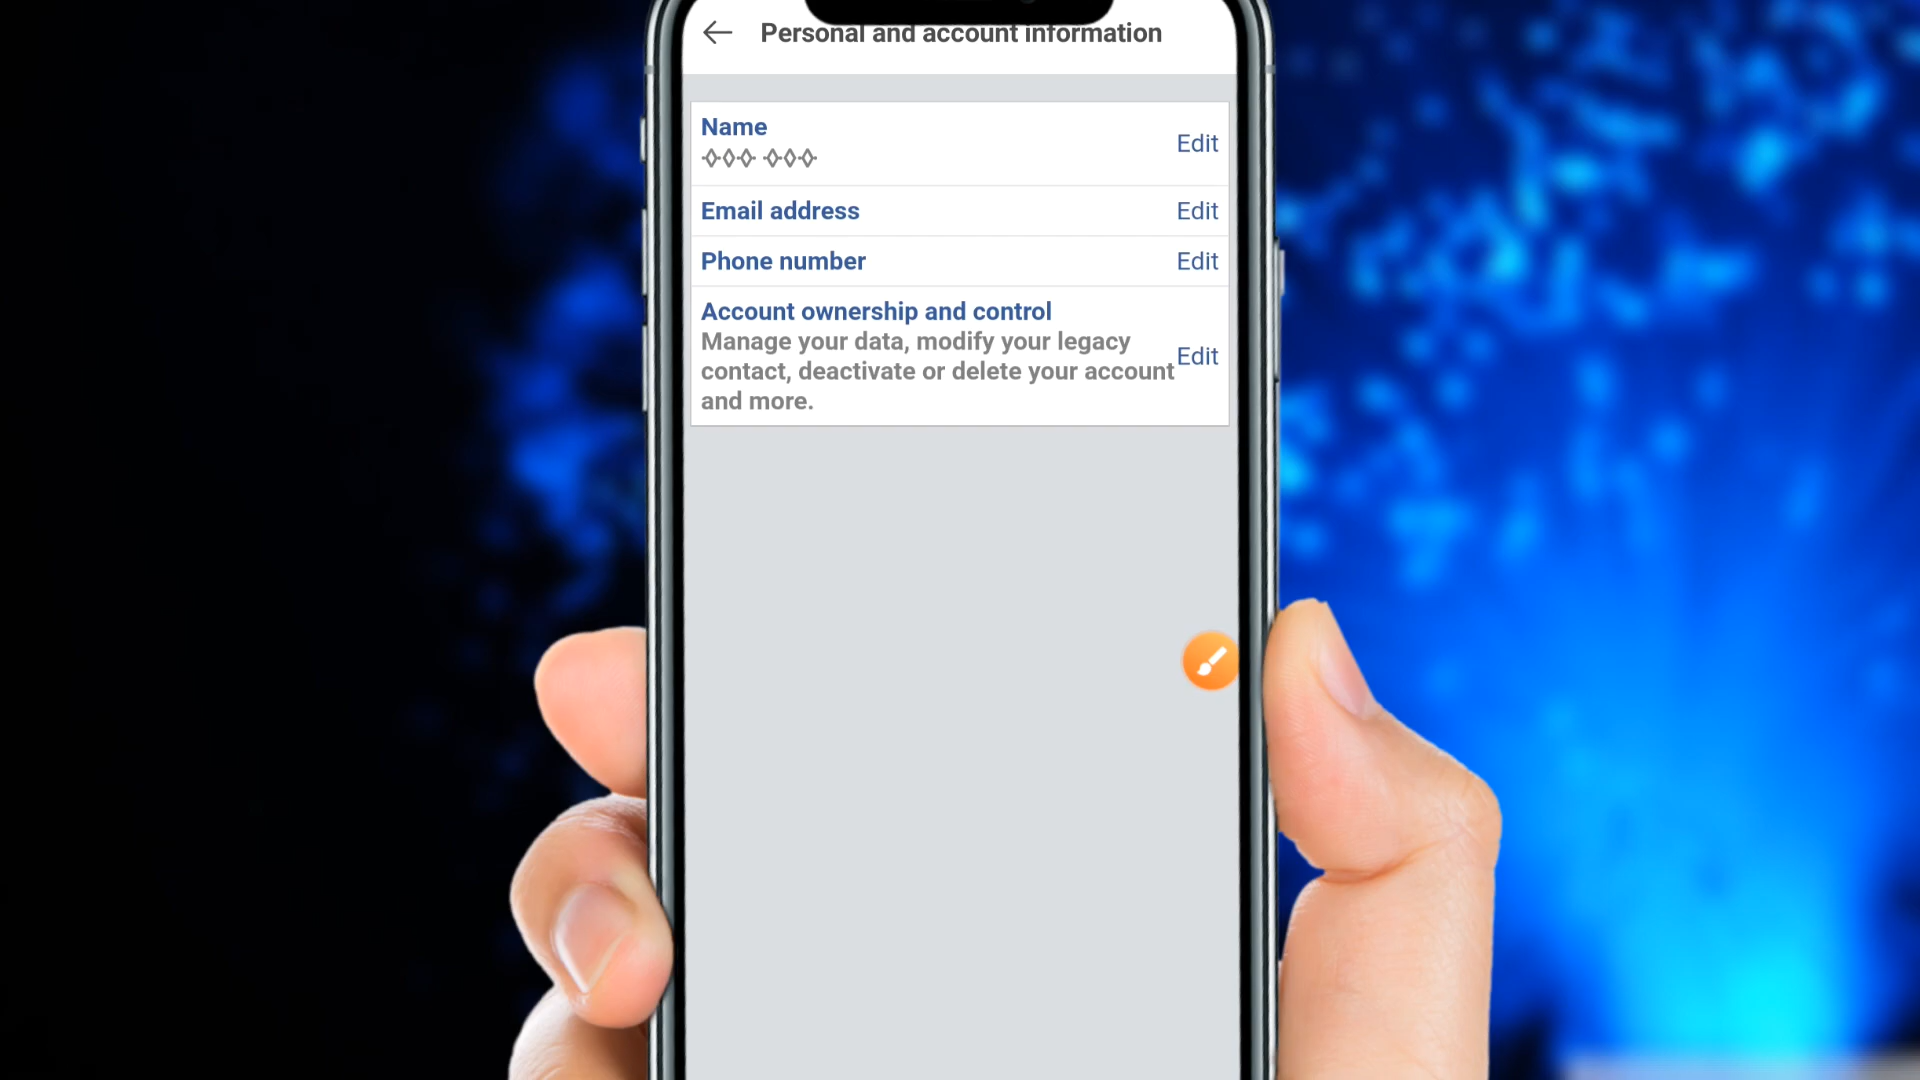 Personal and account information
Name
Edit
Email address
Edit
Phone number
Edit
Account ownership and control
Manage your data, modify your legacy
contact, deactivate or delete your account
and more.
Edit